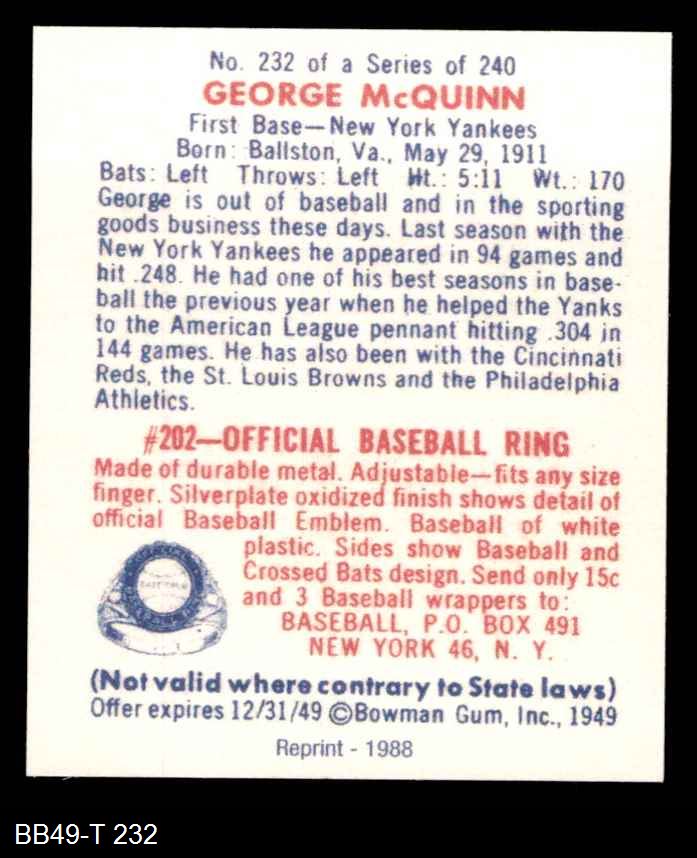 No. 232 of a Series of 240
GEORGE McQUINN
First Base—New York Yankees
Born: Ballston, Va., May 29, 1911
Bats: Left Throws: Left Ht.: 5:11 Wt.: 170
George is out of baseball and in the sporting
goods business these days. Last season with the
New York Yankees he appeared in 94 games and
hit .248. He had one of his best seasons in base-
ball the previous year when he helped the Yanks
to the American League pennant hitting .304 in
144 games. He has also been with the Cincinnati
Reds, the St. Louis Browns and the Philadelphia
Athletics.
#202—OFFICIAL BASEBALL RING
Made of durable metal. Adjustable—fits any size
finger. Silverplate oxidized finish shows detail of
official Baseball Emblem. Baseball of white
plastic. Sides show Baseball and
Crossed Bats design. Send only 15c
and 3 Baseball wrappers to:
BASEBALL, P.O. BOX 491
NEW YORK 46, N. Y.
(Not valid where contrary to State laws)
Offer expires 12/31/49 ©Bowman Gum, Inc., 1949
Reprint - 1988
BB49-T 232